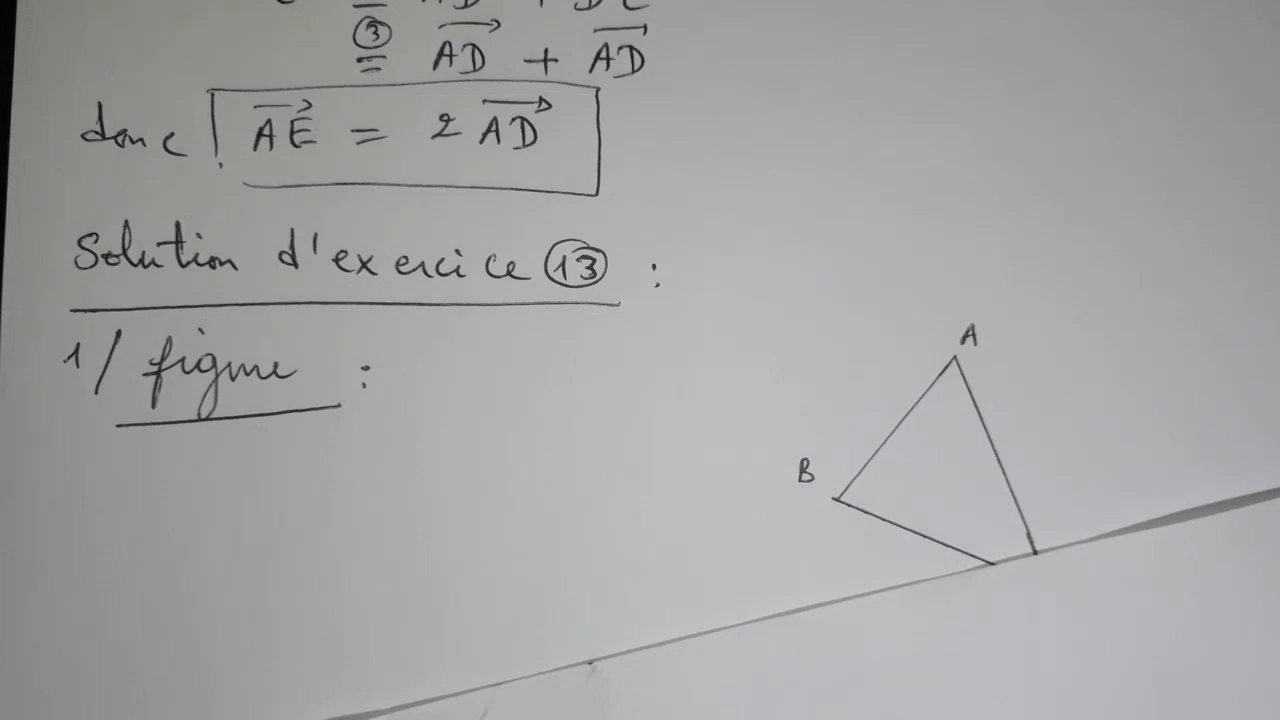 ③
= AD + AD
donc AE = 2 AD
Solution d'exercice ⑬ :
1/ figure :
A
B